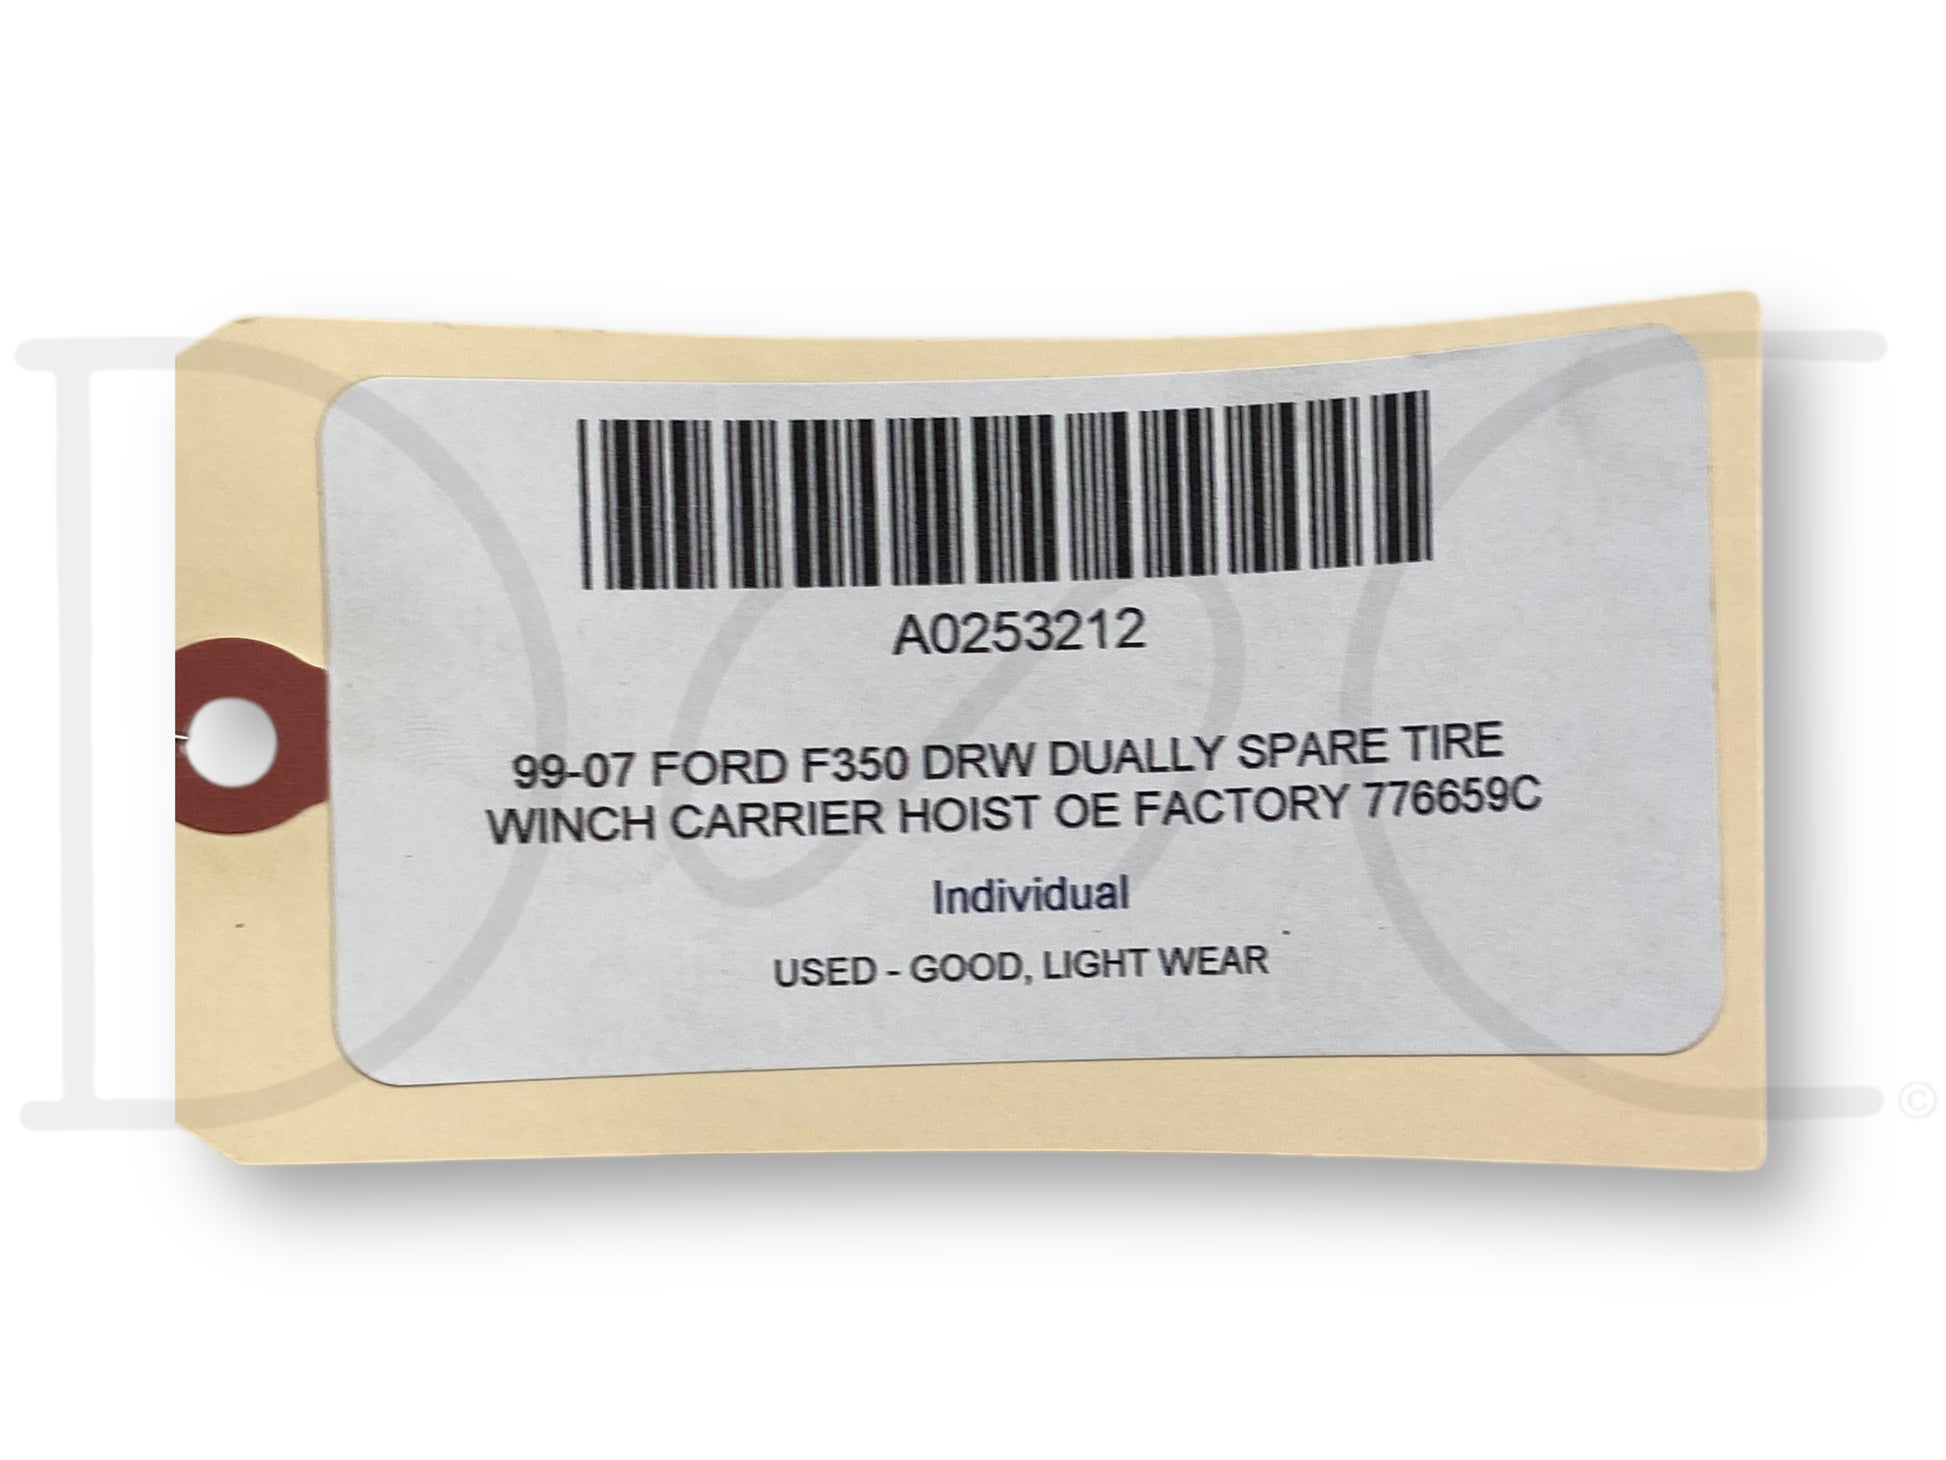 A0253212
99-07 FORD F350 DRW DUALLY SPARE TIRE
WINCH CARRIER HOIST OE FACTORY 776659C
Individual
USED - GOOD, LIGHT WEAR
©